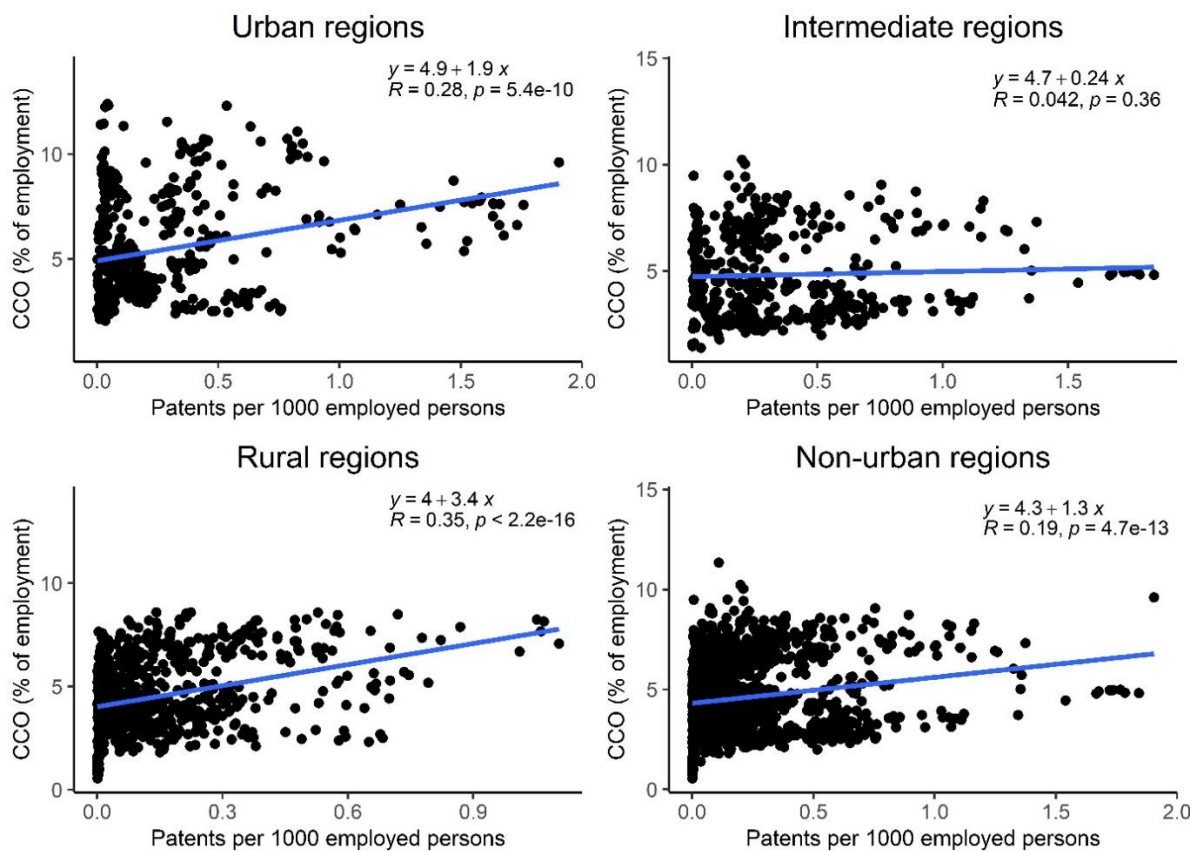 Urban regions
y = 4.9 + 1.9 x
R = 0.28, p = 5.4e-10
CCO (% of employment)
10
5
0.0 0.5 1.0 1.5 2.0
Patents per 1000 employed persons
Intermediate regions
y = 4.7 + 0.24 x
R = 0.042, p = 0.36
CCO (% of employment)
15
10
5
0.0 0.5 1.0 1.5
Patents per 1000 employed persons
Rural regions
y = 4 + 3.4 x
R = 0.35, p < 2.2e-16
CCO (% of employment)
10
5
0
0.0 0.3 0.6 0.9
Patents per 1000 employed persons
Non-urban regions
y = 4.3 + 1.3 x
R = 0.19, p = 4.7e-13
CCO (% of employment)
15
10
5
0
0.0 0.5 1.0 1.5 2.0
Patents per 1000 employed persons